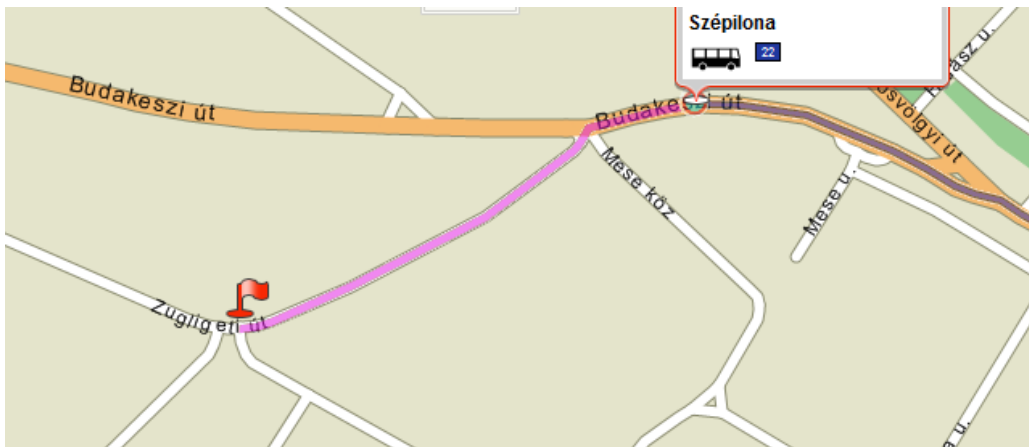 Szépilona
22
Budakeszi út
Budakeszi út
Mese köz
Mese u.
Zugligeti út
u.